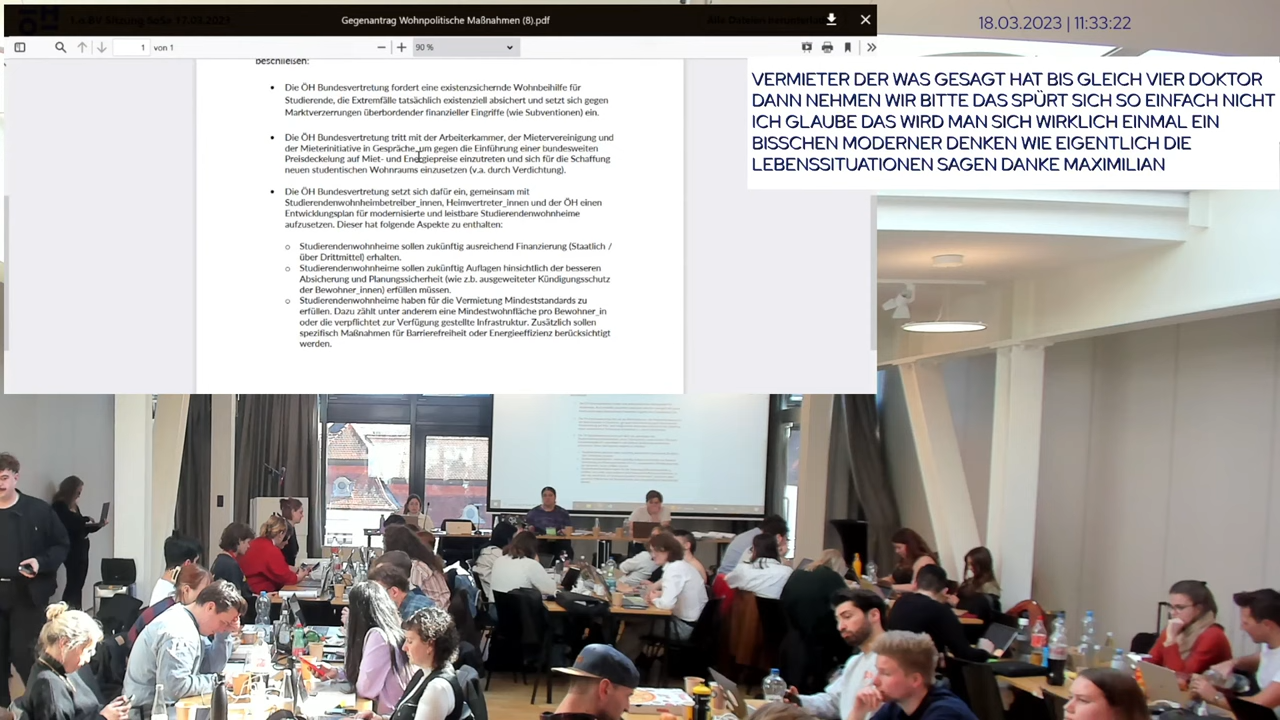 1.o.BV Sitzung SoSe 17.03.2021
Gegenantrag Wohnpolitische Maßnahmen (8).pdf
18.03.2023 | 11:33:22
1 von 1
90 %
beschließen:
• Die ÖH Bundesvertretung fordert eine existenzsichernde Wohnbeihilfe für
Studierende, die Extremfälle tatsächlich existenziell absichert und setzt sich gegen
Marktverzerrungen überbordender finanzieller Eingriffe (wie Subventionen) ein.
• Die ÖH Bundesvertretung tritt mit der Arbeiterkammer, der Mietervereinigung und
der Mieterinitiative in Gespräche, um gegen die Einführung einer bundesweiten
Preisdeckelung auf Miet- und Energiepreise einzutreten und sich für die Schaffung
neuen studentischen Wohnraums einzusetzen (v.a. durch Verdichtung).
• Die ÖH Bundesvertretung setzt sich dafür ein, gemeinsam mit
Studierendenwohnheimbetreiber_innen, Heimvertreter_innen und der ÖH einen
Entwicklungsplan für modernisierte und leistbare Studierendenwohnheime
aufzusetzen. Dieser hat folgende Aspekte zu enthalten:
o Studierendenwohnheime sollen zukünftig ausreichend Finanzierung (Staatlich /
über Drittmittel) erhalten.
o Studierendenwohnheime sollen zukünftig Auflagen hinsichtlich der besseren
Absicherung und Planungssicherheit (wie z.b. ausgeweiteter Kündigungsschutz
der Bewohner_innen) erfüllen müssen.
o Studierendenwohnheime haben für die Vermietung Mindeststandards zu
erfüllen. Dazu zählt unter anderem eine Mindestwohnfläche pro Bewohner_in
oder die verpflichtet zur Verfügung gestellte Infrastruktur. Zusätzlich sollen
spezifisch Maßnahmen für Barrierefreiheit oder Energieeffizienz berücksichtigt
werden.
VERMIETER DER WAS GESAGT HAT BIS GLEICH VIER DOKTOR
DANN NEHMEN WIR BITTE DAS SPÜRT SICH SO EINFACH NICHT
ICH GLAUBE DAS WIRD MAN SICH WIRKLICH EINMAL EIN
BISSCHEN MODERNER DENKEN WIE EIGENTLICH DIE
LEBENSSITUATIONEN SAGEN DANKE MAXIMILIAN